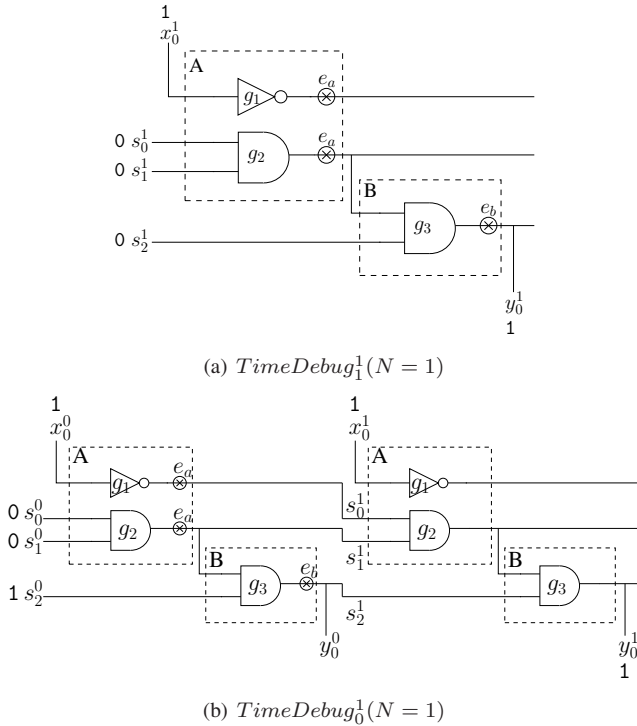 1
x_0^1
A
g_1 e_a
0 s_0^1 g_2 e_a
0 s_1^1
B
0 s_2^1 g_3 e_b
y_0^1
1
(a) TimeDebug_1^1(N = 1)
1 1
x_0^0 x_0^1
A A
g_1 e_a g_1
0 s_0^0 g_2 e_a s_0^1 g_2
0 s_1^0 s_1^1
B B
1 s_2^0 g_3 e_b s_2^1 g_3
y_0^0 y_0^1
1
(b) TimeDebug_0^1(N = 1)